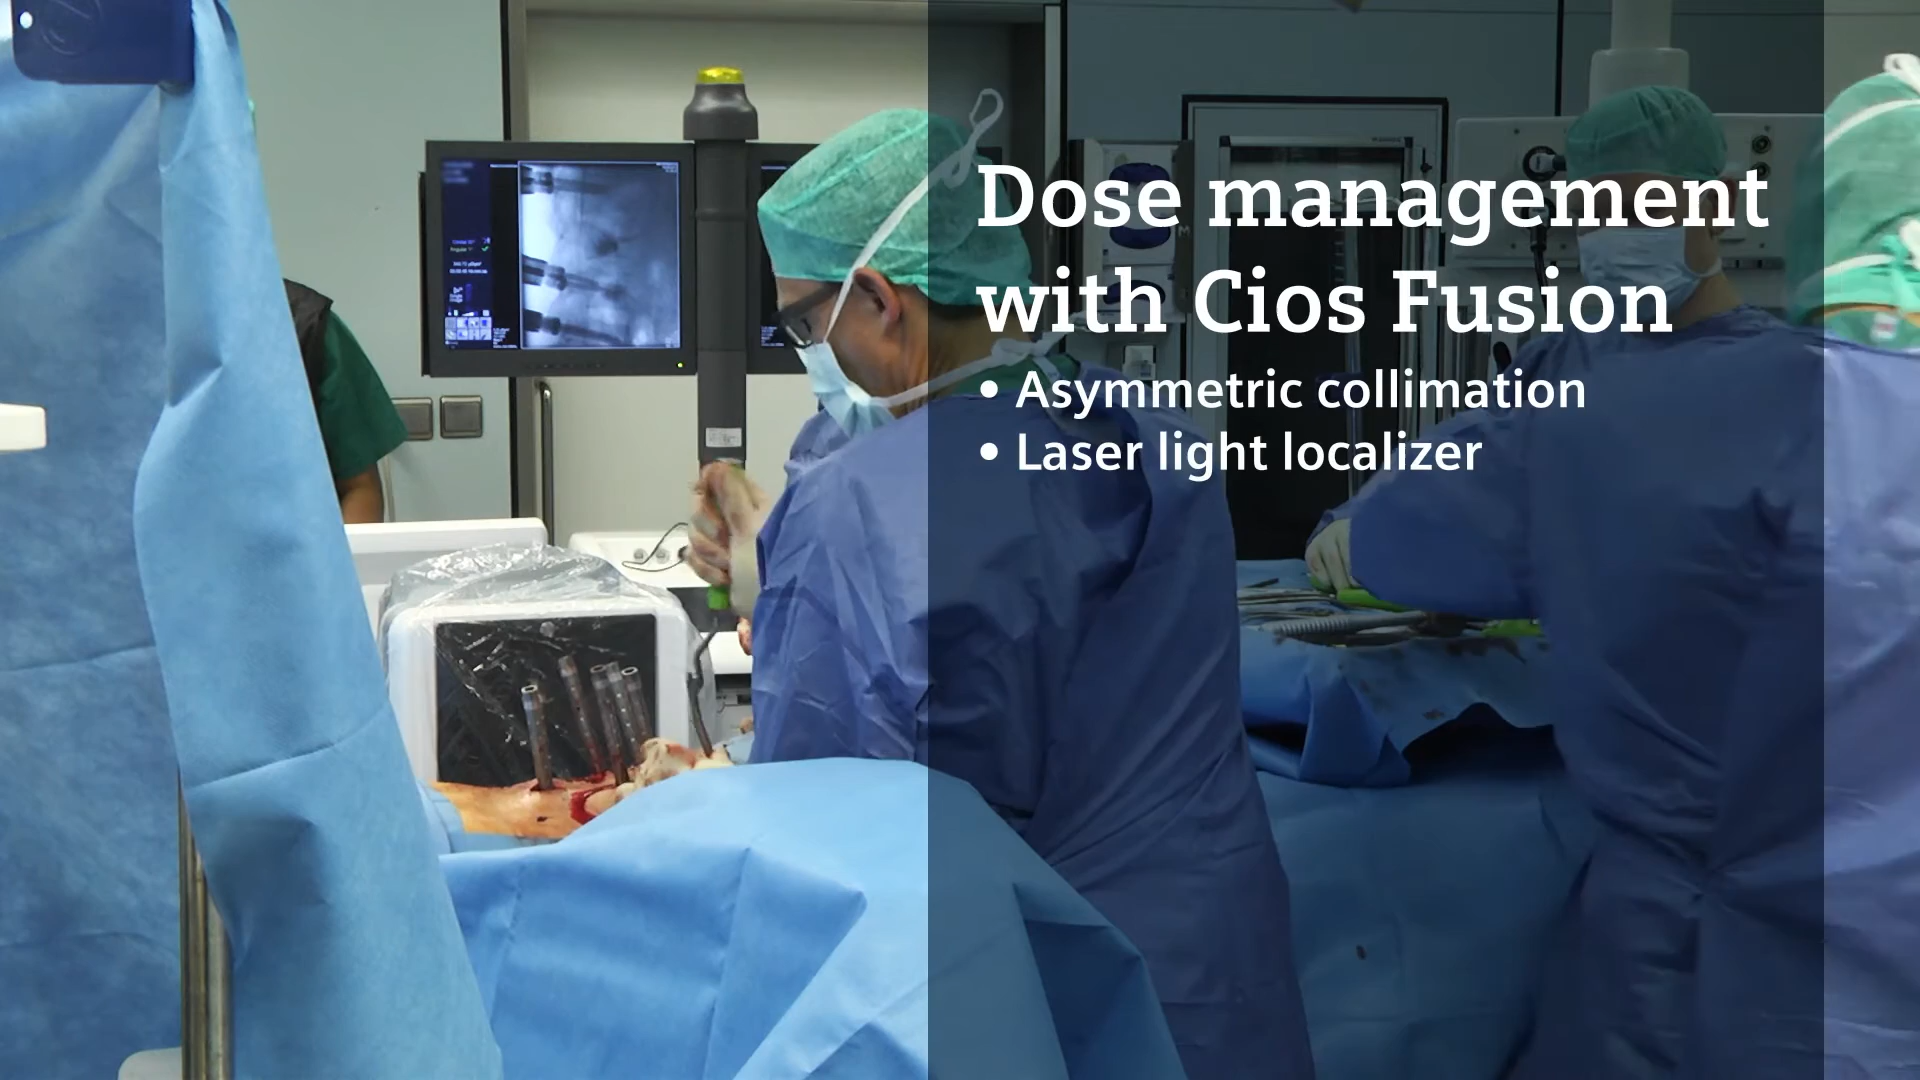 Dose management
with Cios Fusion
• Asymmetric collimation
• Laser light localizer